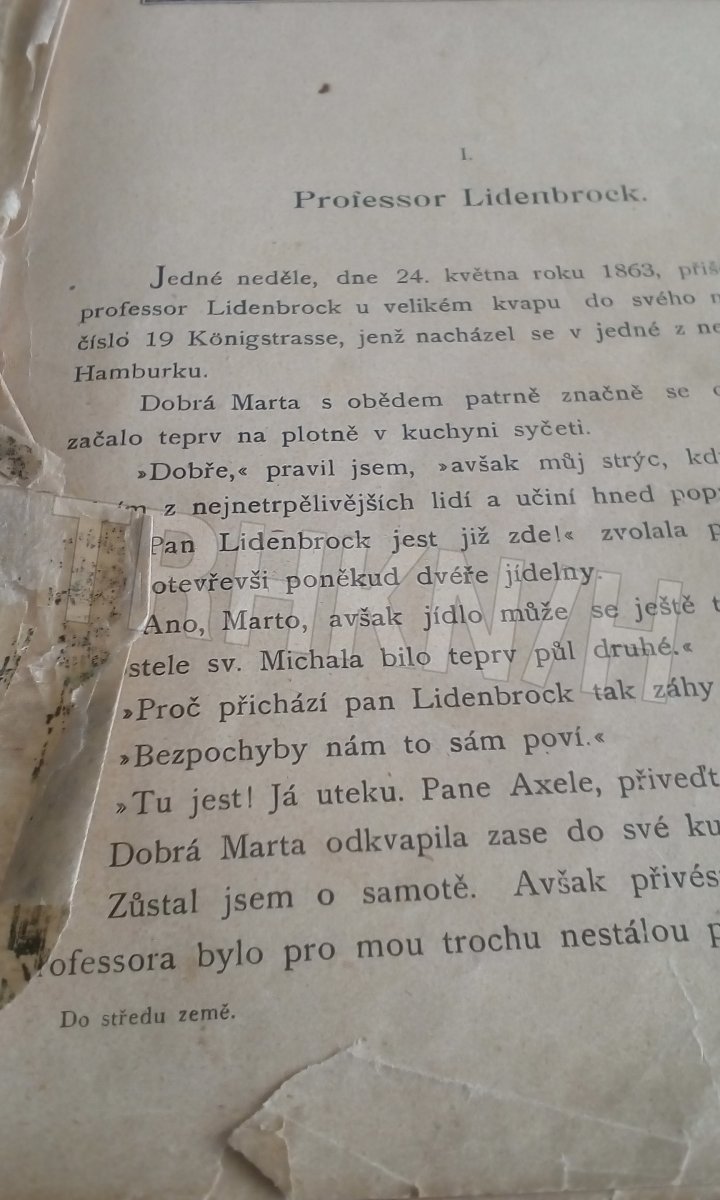 I.
Professor Lidenbrock.
Jedné neděle, dne 24. května roku 1863, přiš
professor Lidenbrock u velikém kvapu do svého
číslo 19 Königstrasse, jenž nacházel se v jedné z ne
Hamburku.
Dobrá Marta s obědem patrně značně se
začalo teprv na plotně v kuchyni syčeti.
»Dobře,« pravil jsem, »avšak můj strýc, kd
z nejnetrpělivějších lidí a učiní hned pop
Pan Lidenbrock jest již zde!« zvolala p
otevřevši poněkud dvéře jídelny.
Ano, Marto, avšak jídlo může se ještě t
stele sv. Michala bilo teprv půl druhé.«
»Proč přichází pan Lidenbrock tak záhy
»Bezpochyby nám to sám poví.«
»Tu jest! Já uteku. Pane Axele, přiveďt
Dobrá Marta odkvapila zase do své ku
Zůstal jsem o samotě. Avšak přivés
ofessora bylo pro mou trochu nestálou p
Do středu země.